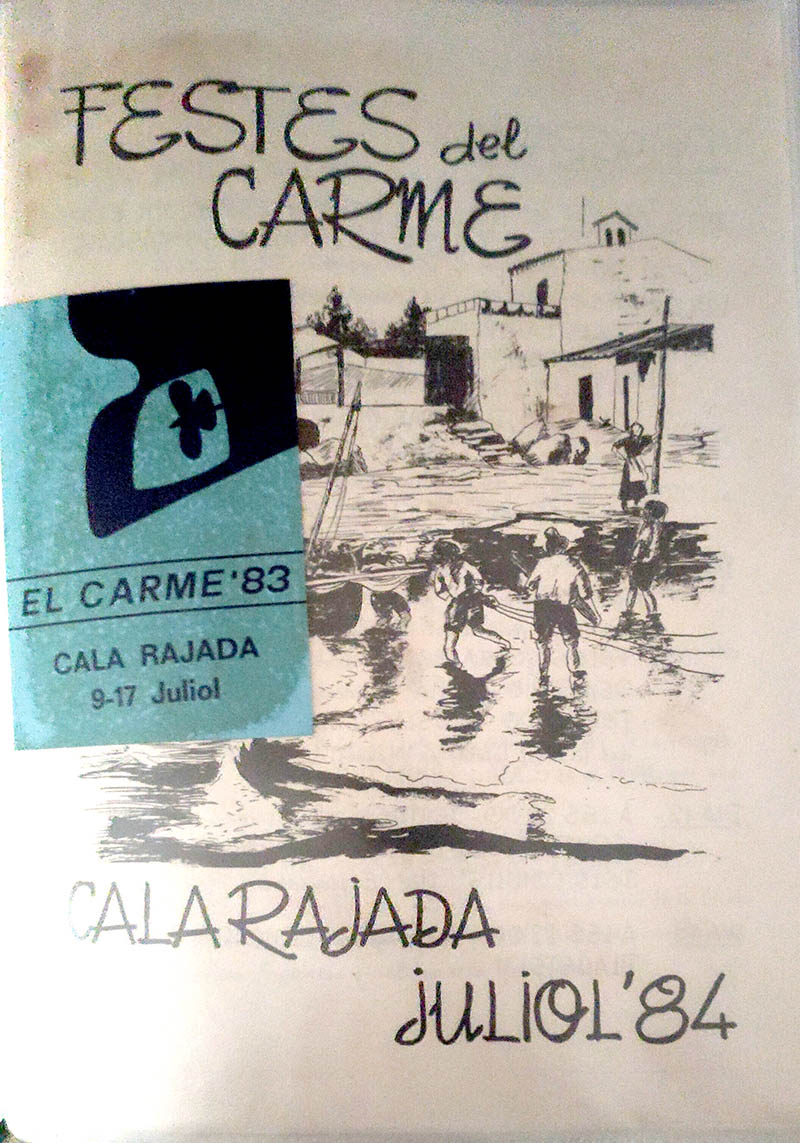 FESTES del
CARME
EL CARME'83
CALA RAJADA
9-17 Juliol
CALA RAJADA
JULIOL'84